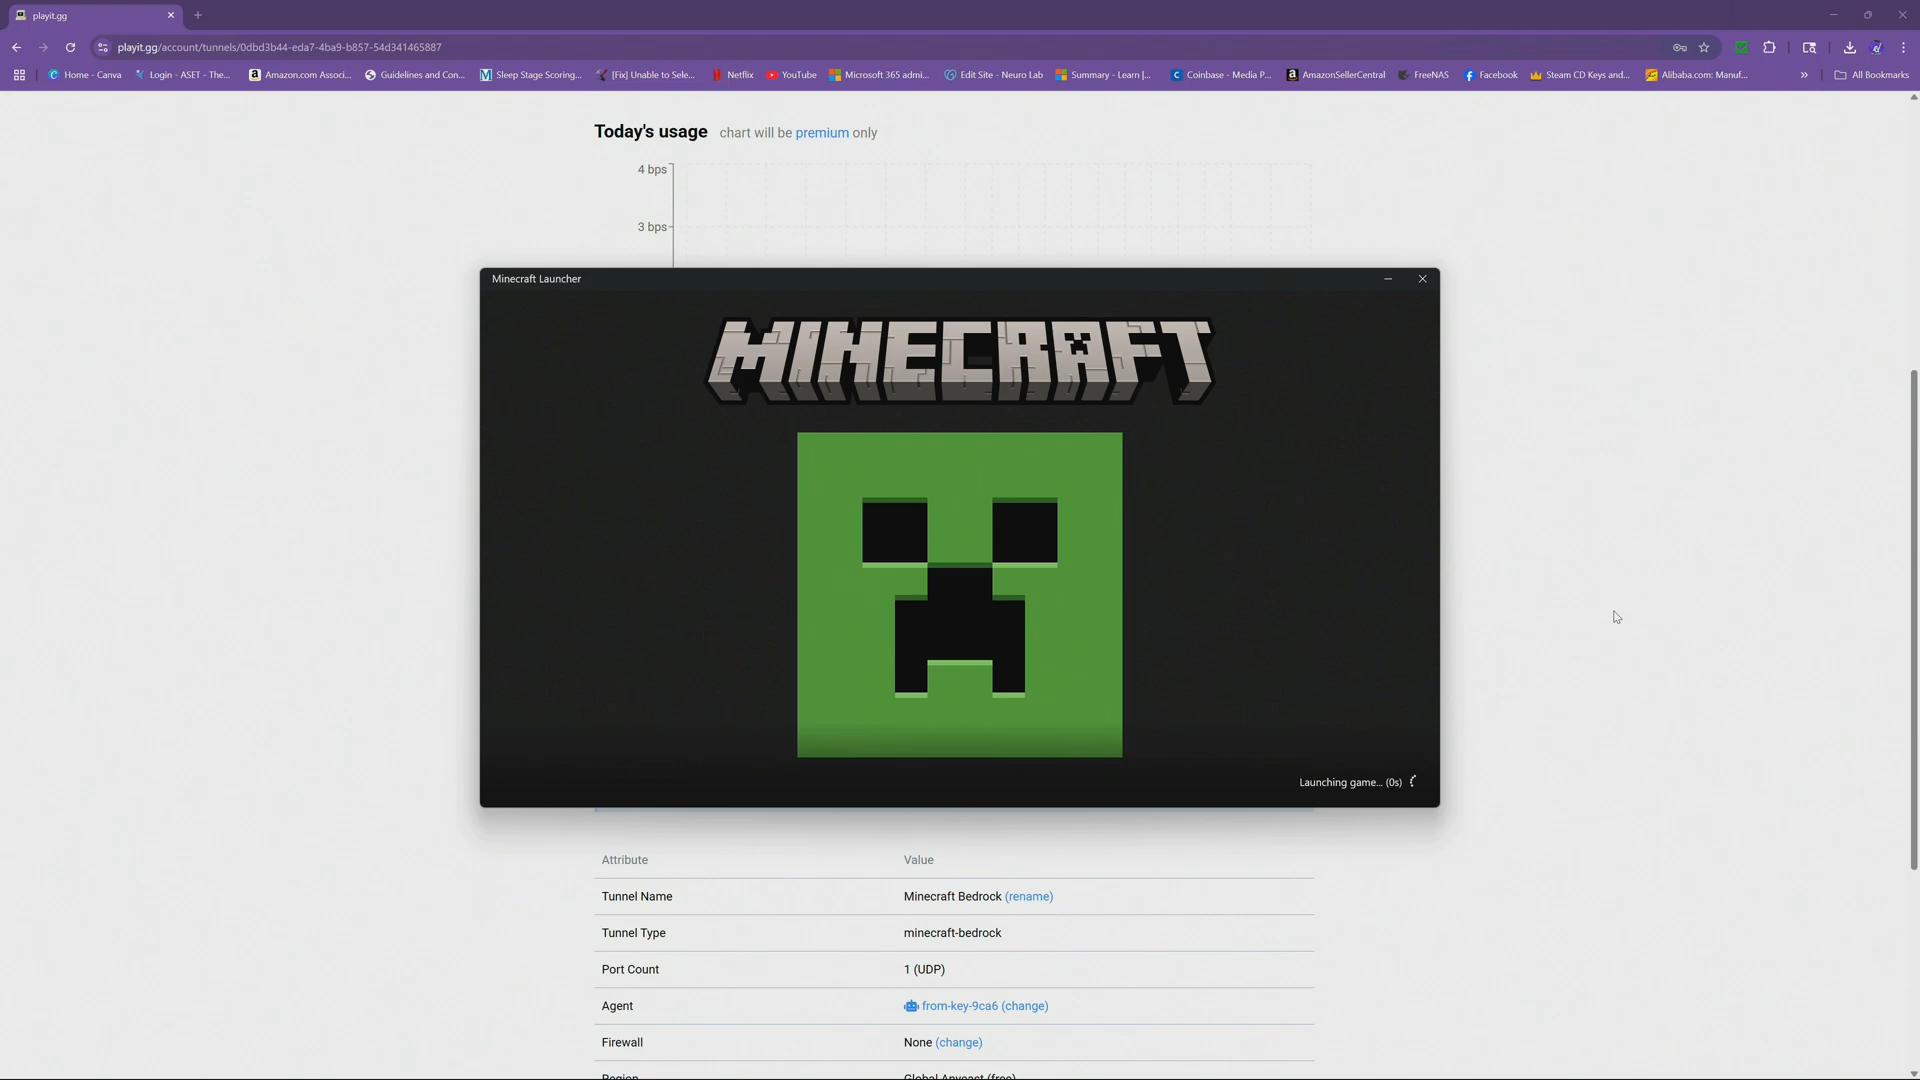 playit.gg
playit.gg/account/tunnels/0dbd3b44-eda7-4ba9-b857-54d341465887
Home - Canva
Login - ASET - The...
Amazon.com Associ...
Guidelines and Con...
Sleep Stage Scoring...
[Fix] Unable to Sele...
Netflix
YouTube
Microsoft 365 admi...
Edit Site - Neuro Lab
Summary - Learn |...
Coinbase - Media P...
AmazonSellerCentral
FreeNAS
Facebook
Steam CD Keys and...
Alibaba.com: Manuf...
All Bookmarks
Today's usage chart will be premium only
4 bps
3 bps
Minecraft Launcher
MINECRAFT
Launching game... (0s)
Attribute Value
Tunnel Name Minecraft Bedrock (rename)
Tunnel Type minecraft-bedrock
Port Count 1 (UDP)
Agent from-key-9ca6 (change)
Firewall None (change)
Region Global Anycast (free)